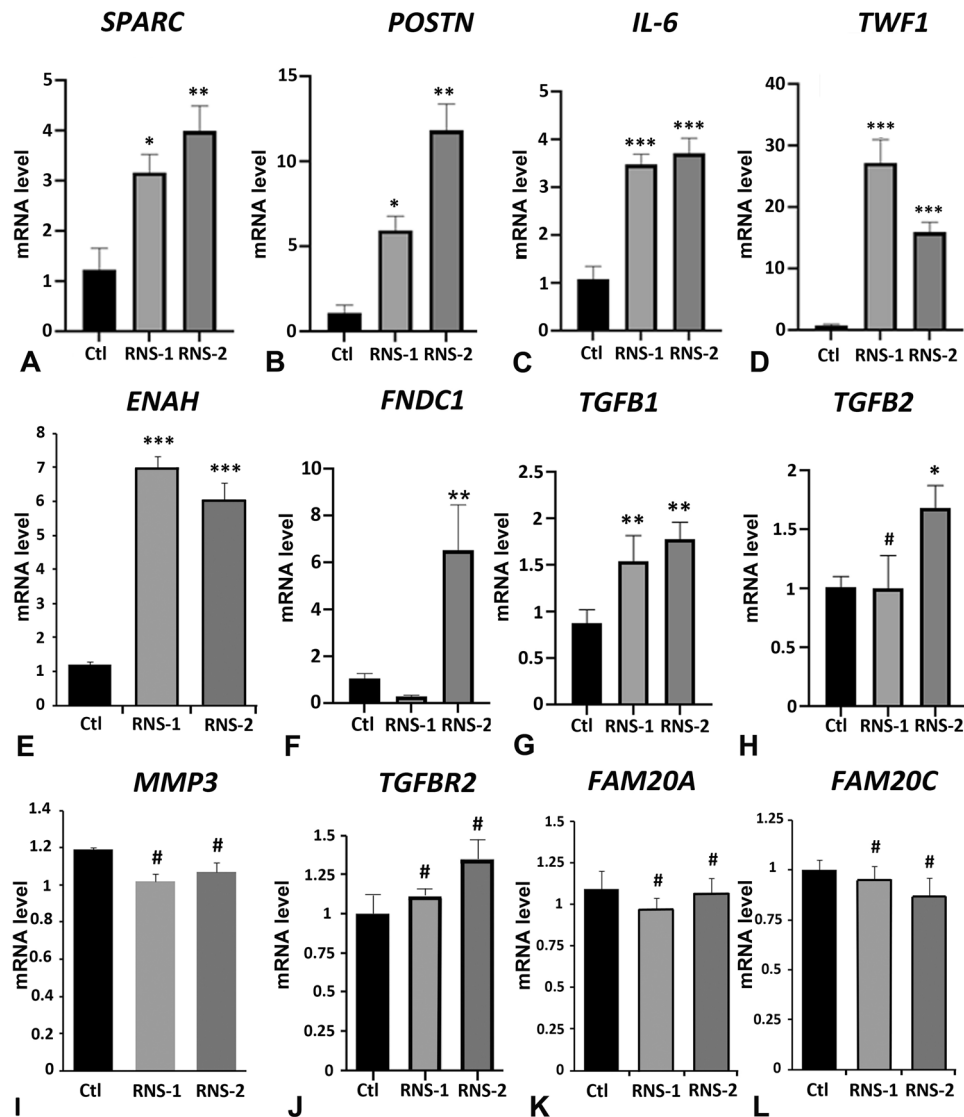 SPARC
POSTN
IL-6
TWF1
mRNA level
5
4
3
2
1
0
*
**
Ctl
RNS-1
RNS-2
A
mRNA level
15
10
5
0
*
**
Ctl
RNS-1
RNS-2
B
mRNA level
5
4
3
2
1
0
***
***
Ctl
RNS-1
RNS-2
C
mRNA level
40
30
20
10
0
***
***
Ctl
RNS-1
RNS-2
D
ENAH
FNDC1
TGFB1
TGFB2
mRNA level
8
7
6
5
4
3
2
1
0
***
***
Ctl
RNS-1
RNS-2
E
mRNA level
10
8
6
4
2
0
**
Ctl
RNS-1
RNS-2
F
mRNA level
2.5
2
1.5
1
0.5
0
**
**
Ctl
RNS-1
RNS-2
G
mRNA level
2
1.5
1
0.5
0
#
*
Ctl
RNS-1
RNS-2
H
MMP3
TGFBR2
FAM20A
FAM20C
mRNA level
1.4
1.2
1
0.8
0.6
0.4
0.2
0
#
#
Ctl
RNS-1
RNS-2
I
mRNA level
1.5
1.25
1
0.75
0.5
0.25
0
#
#
Ctl
RNS-1
RNS-2
J
mRNA level
1.5
1.25
1
0.75
0.5
0.25
0
#
#
Ctl
RNS-1
RNS-2
K
mRNA level
1.25
1
0.75
0.5
0.25
0
#
#
Ctl
RNS-1
RNS-2
L